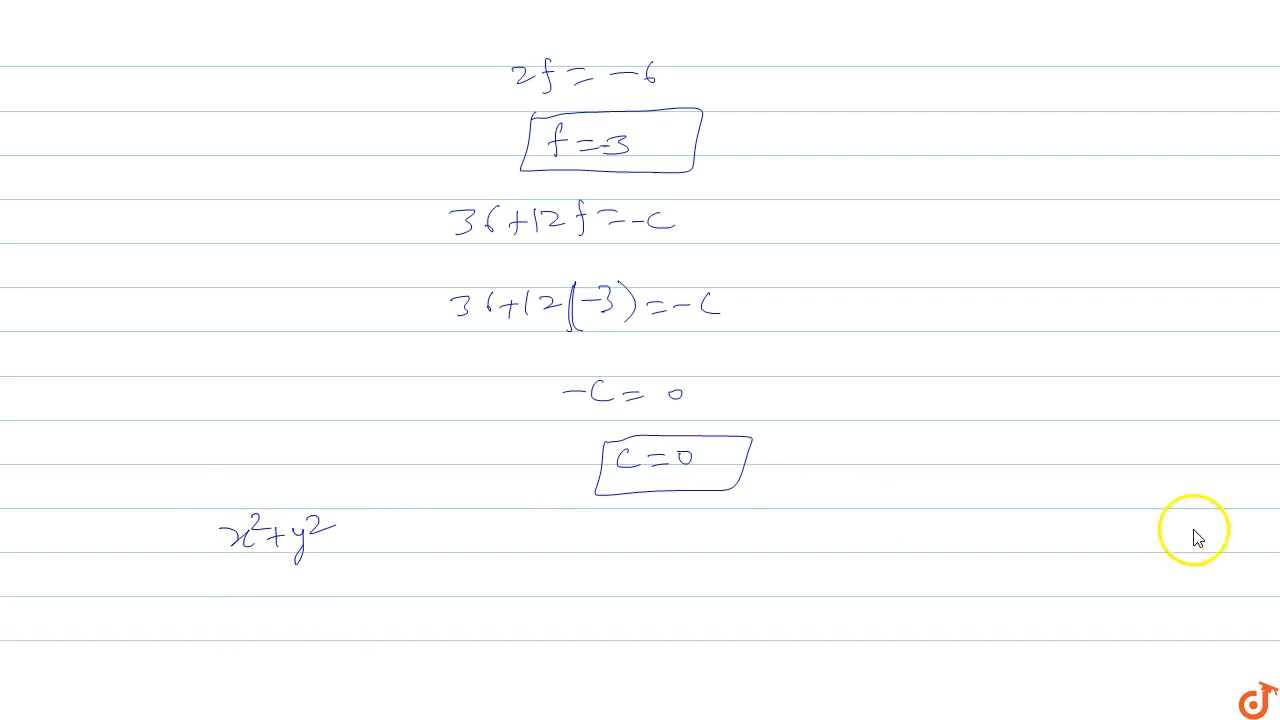 2f = -6
f = -3
36+12f = -c
36+12(-3) = -c
-c = 0
c = 0
x²+y²